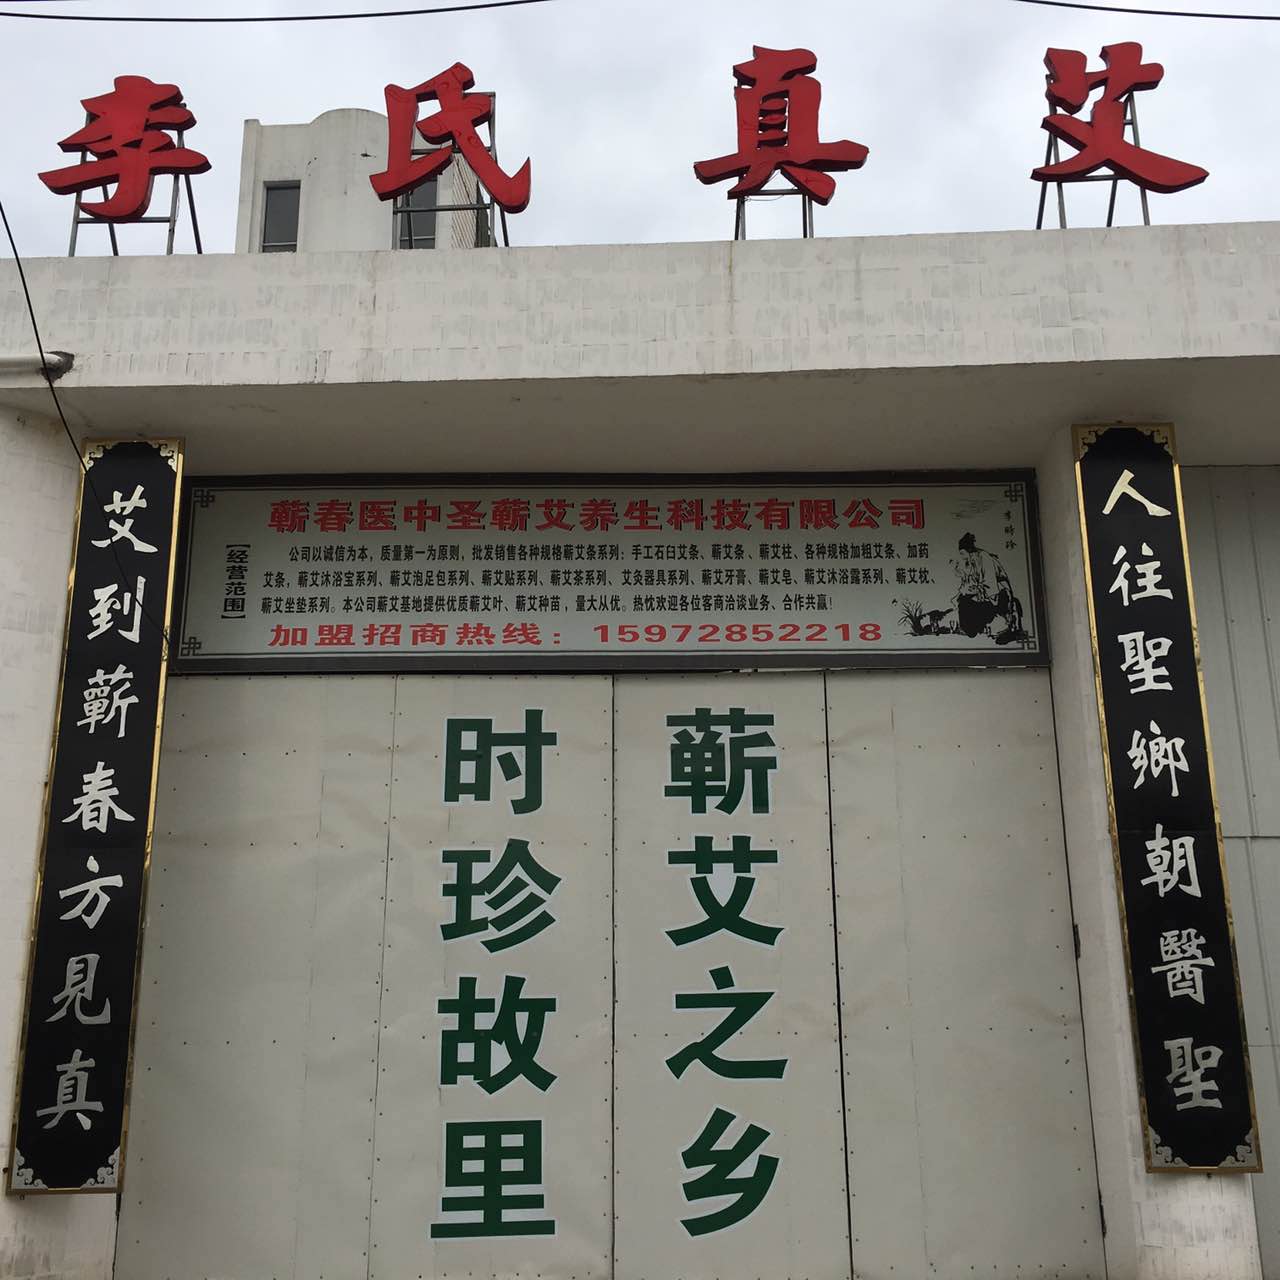 李氏真艾
蕲春医中圣蕲艾养生科技有限公司
【经营范围】
公司以诚信为本，质量第一为原则，批发销售各种规格蕲艾条系列：手工石臼艾条、蕲艾条、蕲艾柱、各种规格加粗艾条、加药
艾条，蕲艾沐浴宝系列、蕲艾泡足包系列、蕲艾贴系列、蕲艾茶系列、艾灸器具系列、蕲艾牙膏、蕲艾皂、蕲艾沐浴露系列、蕲艾枕、
蕲艾坐垫系列。本公司蕲艾基地提供优质蕲艾叶、蕲艾种苗，量大从优。热忱欢迎各位客商洽谈业务、合作共赢！
加盟招商热线：15972852218
李時珍
人往聖鄉朝醫聖
艾到蘄春方見真
蕲艾之乡
时珍故里